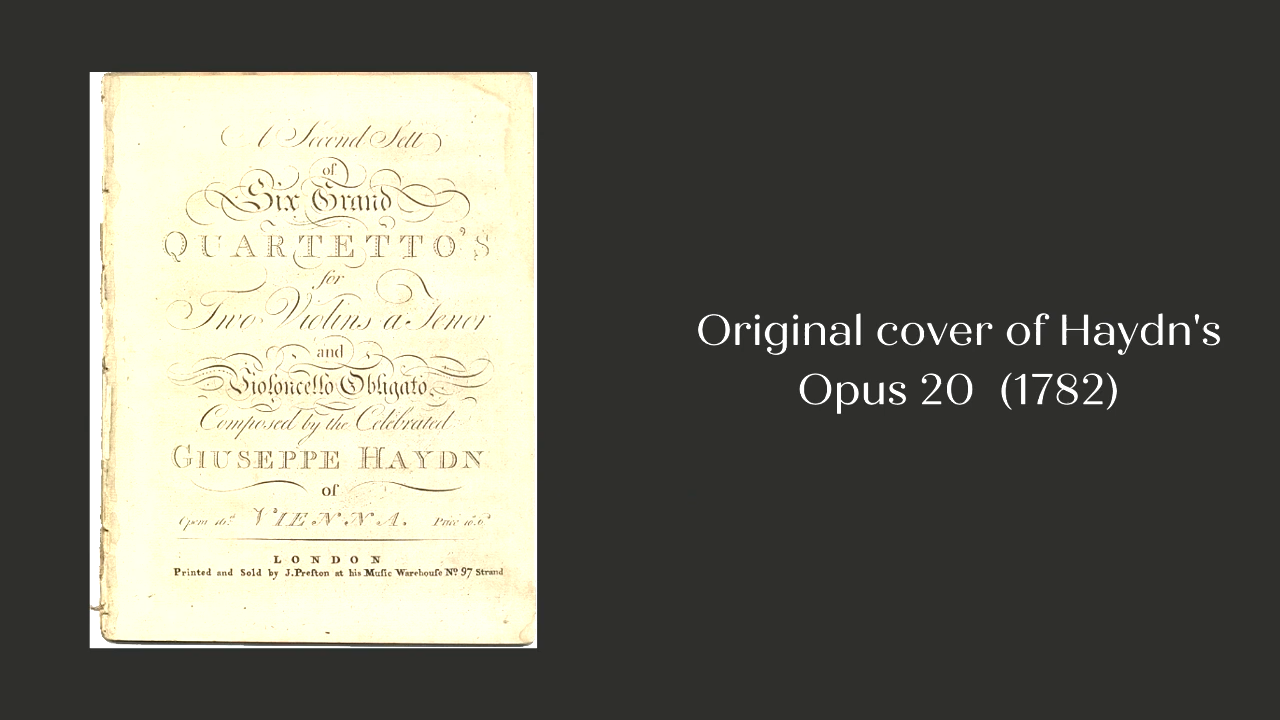 A Second Sett
of
Six Grand
QUARTETTO'S
for
Two Violins a Tenor
and
Violoncello Obligato,
Composed by the Celebrated
GIUSEPPE HAYDN
of
VIENNA. Price
LONDON
Printed and Sold by J. Preſton at his Muſic Warehouſe Nº. 97 Strand
Original cover of Haydn's
Opus 20 (1782)